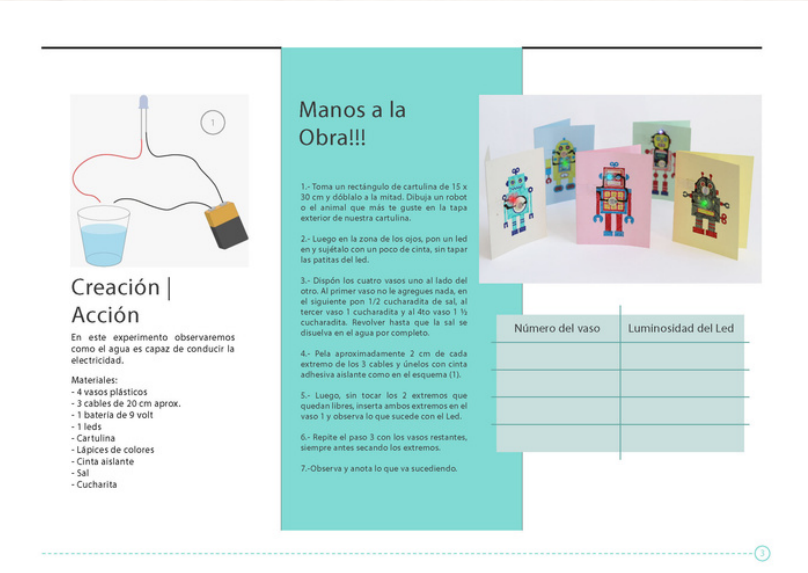 1
Creación |
Acción
En este experimento observaremos
como el agua es capaz de conducir la
electricidad.
Materiales:
- 4 vasos plásticos
- 3 cables de 20 cm aprox.
- 1 batería de 9 volt
- 1 leds
- Cartulina
- Lápices de colores
- Cinta aislante
- Sal
- Cucharita
Manos a la
Obra!!!
1.- Toma un rectángulo de cartulina de 15 x
30 cm y dóblalo a la mitad. Dibuja un robot
o el animal que más te guste en la tapa
exterior de nuestra cartulina.
2.- Luego en la zona de los ojos, pon un led
en y sujétalo con un poco de cinta, sin tapar
las patitas del led.
3.- Dispón los cuatro vasos uno al lado del
otro. Al primer vaso no le agregues nada, en
el siguiente pon 1/2 cucharadita de sal, al
tercer vaso 1 cucharadita y al 4to vaso 1 ½
cucharadita. Revolver hasta que la sal se
disuelva en el agua por completo.
4.- Pela aproximadamente 2 cm de cada
extremo de los 3 cables y únelos con cinta
adhesiva aislante como en el esquema (1).
5.- Luego, sin tocar los 2 extremos que
quedan libres, inserta ambos extremos en el
vaso 1 y observa lo que sucede con el Led.
6.- Repite el paso 3 con los vasos restantes,
siempre antes secando los extremos.
7.-Observa y anota lo que va sucediendo.
Número del vaso
Luminosidad del Led
3